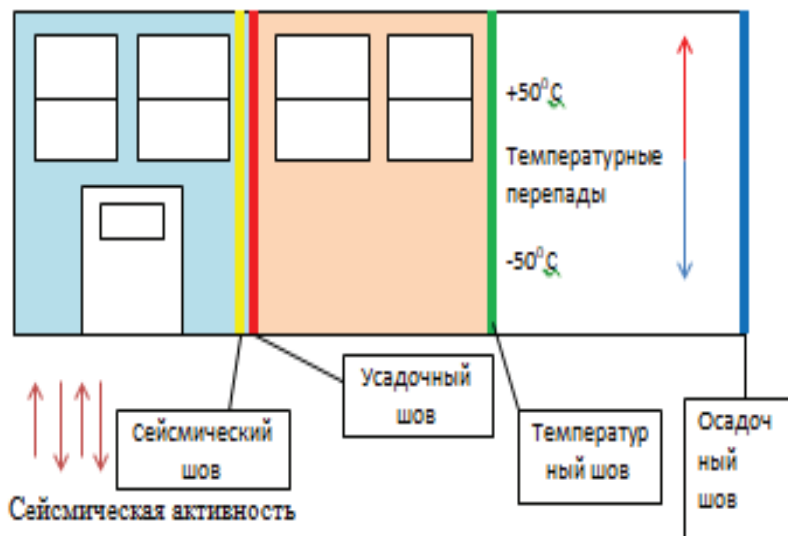 +50⁰С
Температурные
перепады
-50⁰С
Усадочный
шов
Сейсмический
шов
Температур
ный шов
Осадоч
ный
шов
Сейсмическая активность